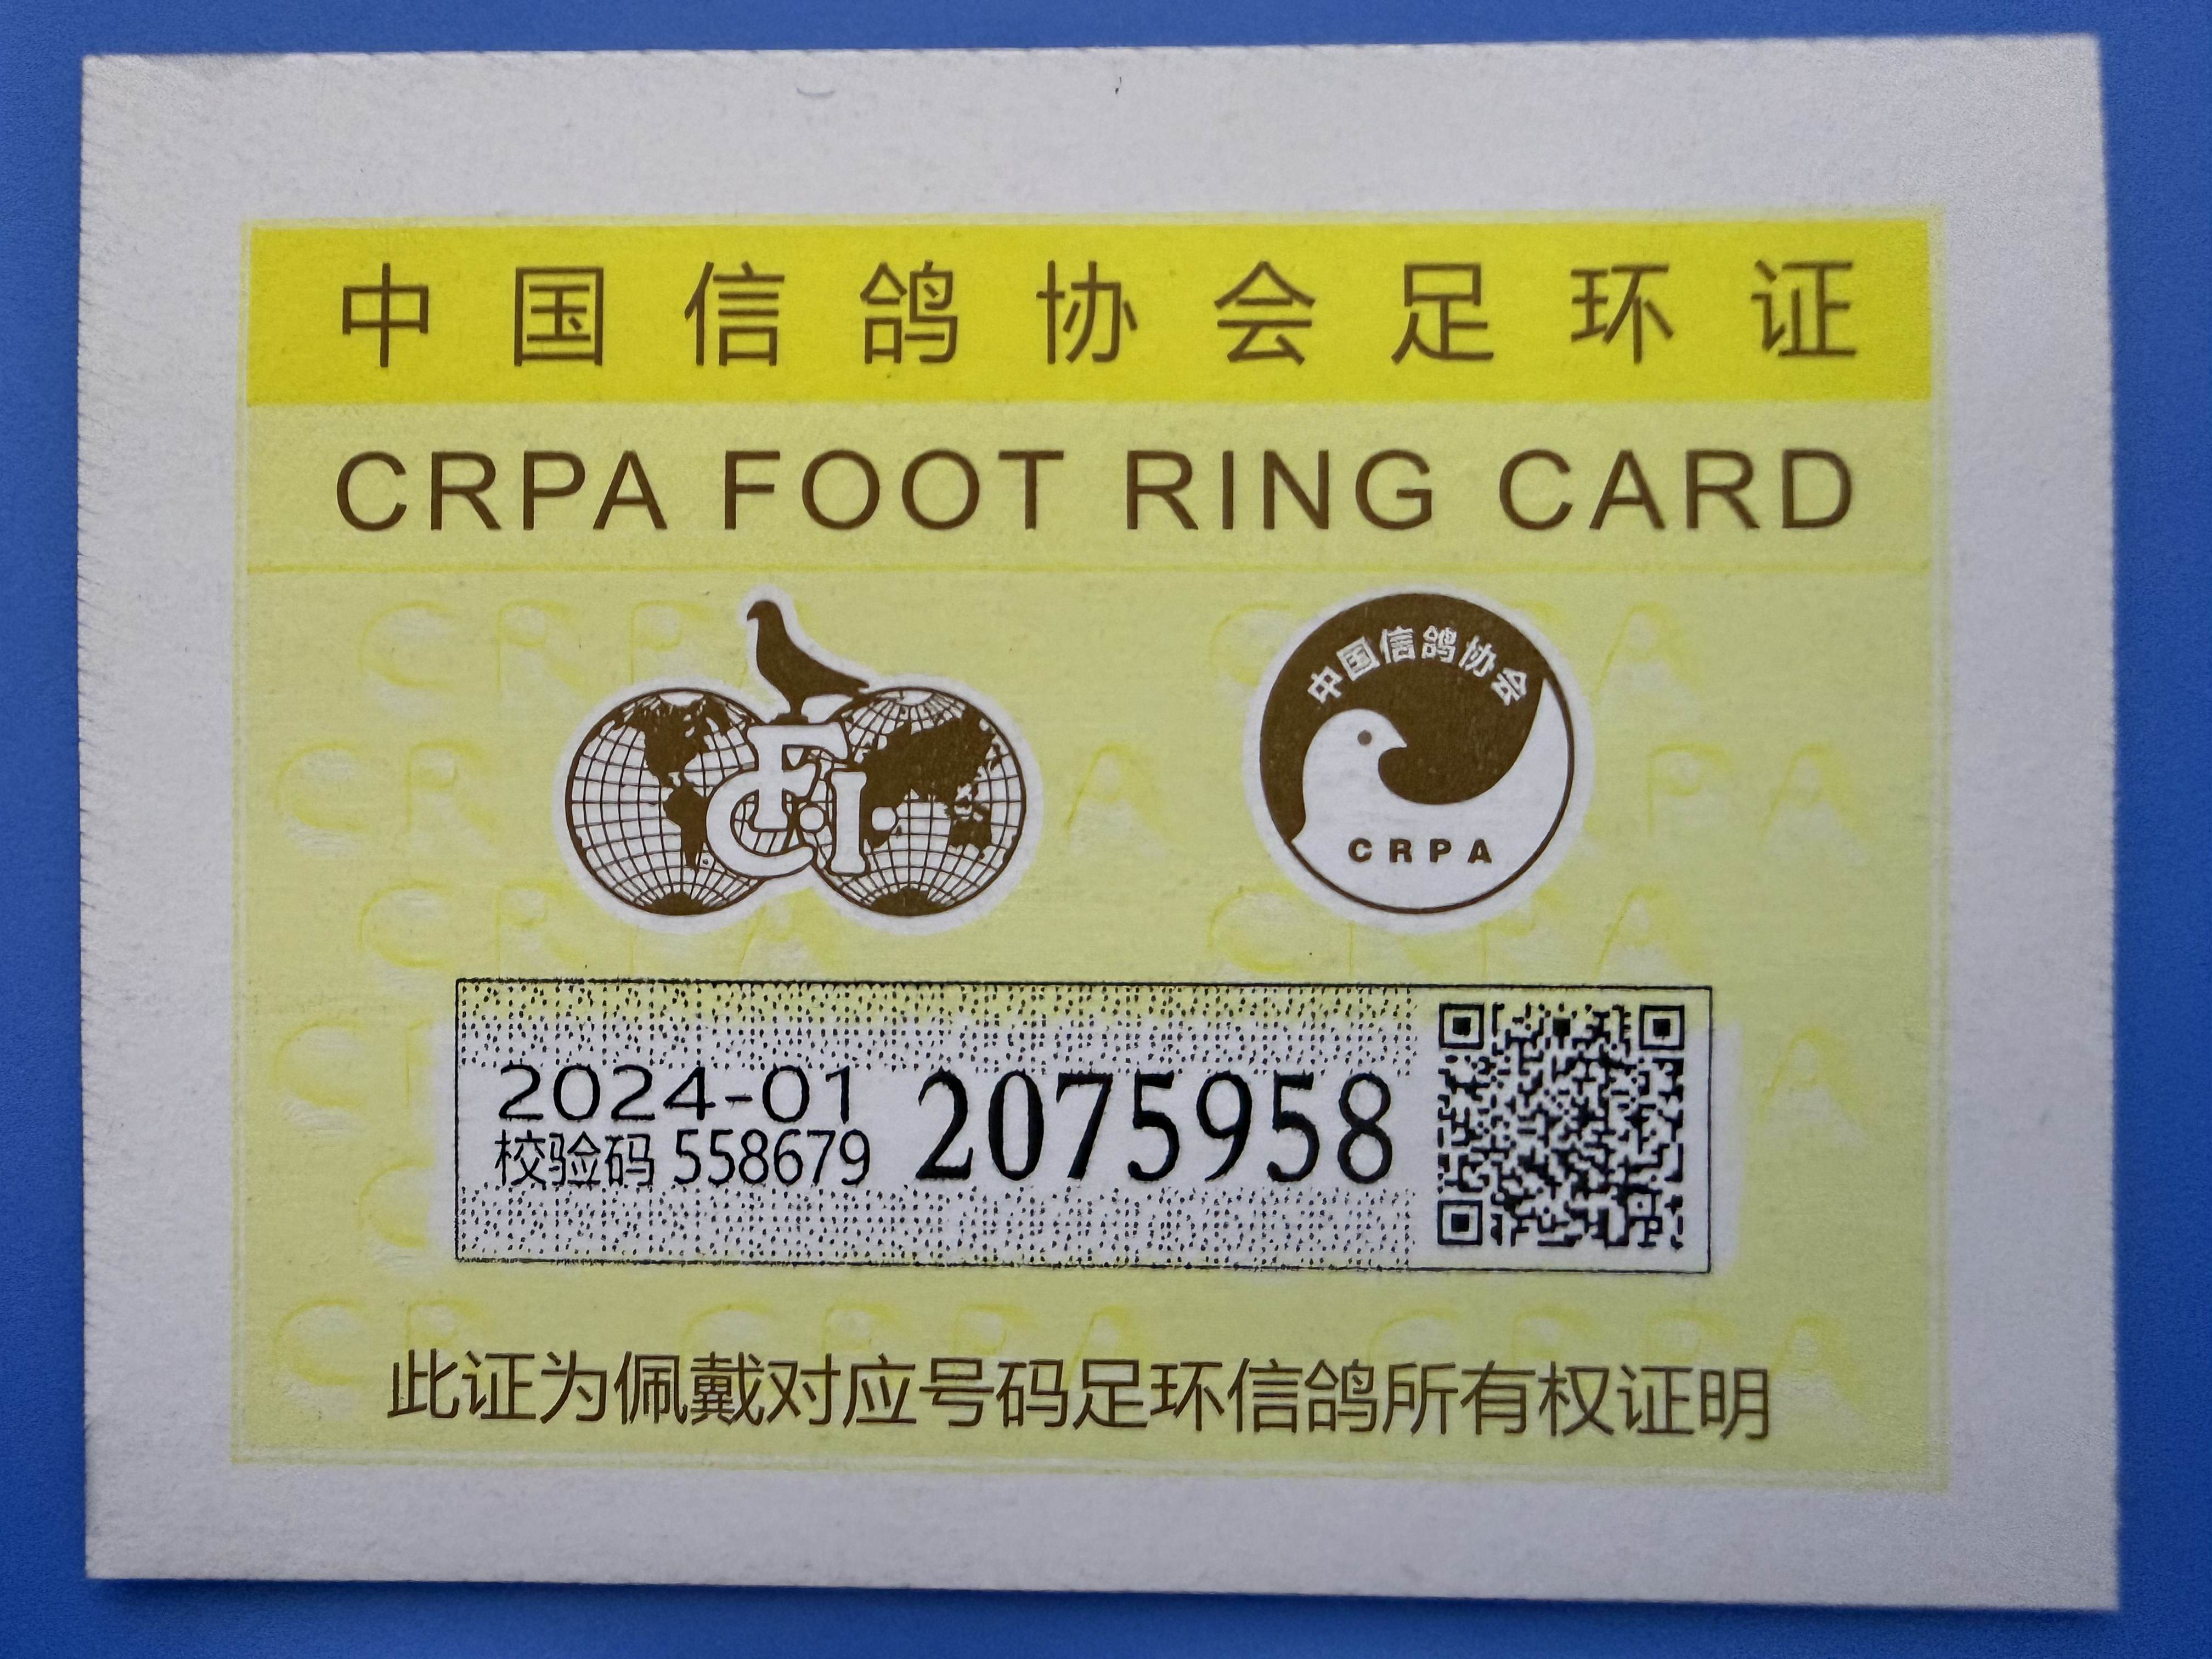 中国信鸽协会足环证
CRPA FOOT RING CARD
FCI
中国信鸽协会
CRPA
2024-01
校验码 558679
2075958
此证为佩戴对应号码足环信鸽所有权证明